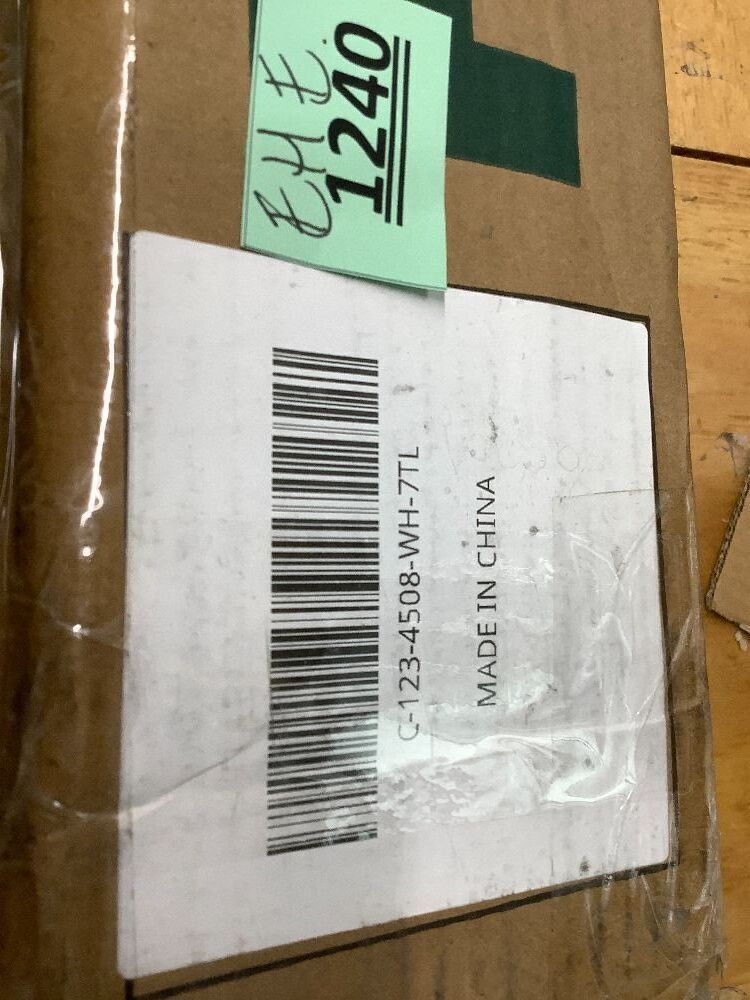 EHE
1240
C-123-4508-WH-7TL
MADE IN CHINA